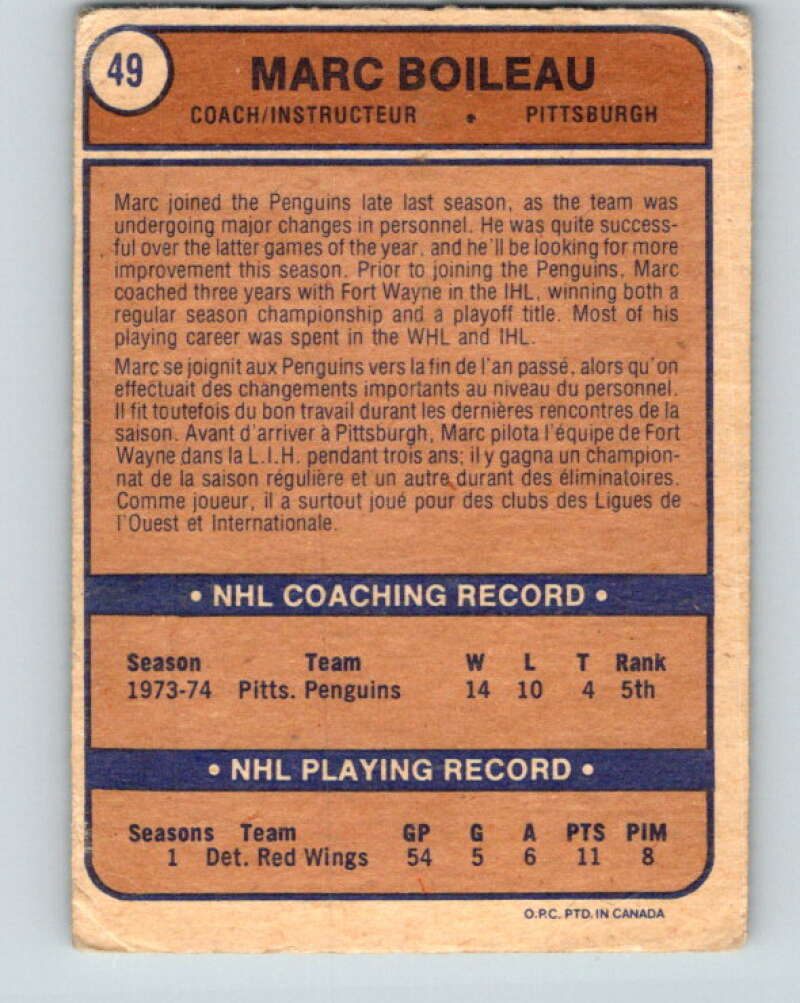 49
MARC BOILEAU
COACH/INSTRUCTEUR • PITTSBURGH
Marc joined the Penguins late last season, as the team was
undergoing major changes in personnel. He was quite success-
ful over the latter games of the year, and he'll be looking for more
improvement this season. Prior to joining the Penguins, Marc
coached three years with Fort Wayne in the IHL, winning both a
regular season championship and a playoff title. Most of his
playing career was spent in the WHL and IHL.
Marc se joignit aux Penguins vers la fin de l'an passé, alors qu'on
effectuait des changements importants au niveau du personnel.
Il fit toutefois du bon travail durant les dernières rencontres de la
saison. Avant d'arriver à Pittsburgh, Marc pilota l'équipe de Fort
Wayne dans la L.I.H. pendant trois ans; il y gagna un champion-
nat de la saison régulière et un autre durant des éliminatoires.
Comme joueur, il a surtout joué pour des clubs des Ligues de
l'Ouest et Internationale.
• NHL COACHING RECORD •
Season Team W L T Rank
1973-74 Pitts. Penguins 14 10 4 5th
• NHL PLAYING RECORD •
Seasons Team GP G A PTS PIM
1 Det. Red Wings 54 5 6 11 8
O.P.C. PTD. IN CANADA